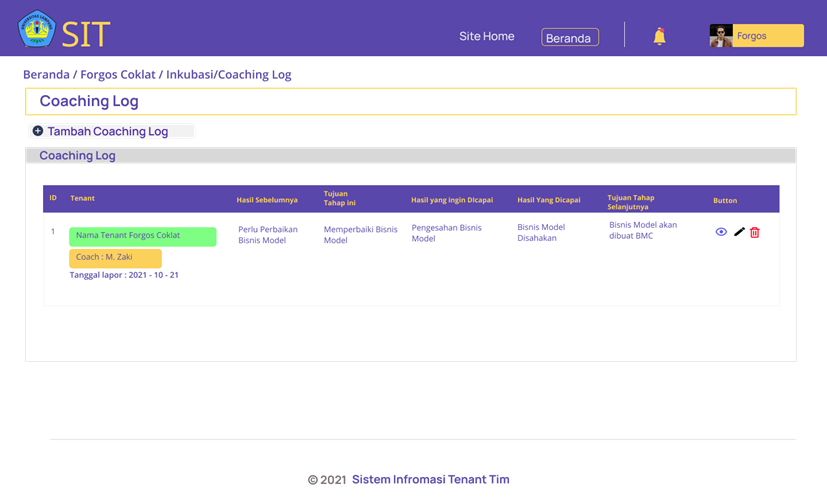 UNIVERSITAS LAMPUNG
SIT
Site Home
Beranda
Forgos
Beranda / Forgos Coklat / Inkubasi/Coaching Log
Coaching Log
Tambah Coaching Log
Coaching Log
ID Tenant Hasil Sebelumnya Tujuan Tahap ini Hasil yang ingin DIcapai Hasil Yang Dicapai Tujuan Tahap Selanjutnya Button
1
Nama Tenant Forgos Coklat
Coach : M. Zaki
Tanggal lapor : 2021 - 10 - 21
Perlu Perbaikan
Bisnis Model
Memperbaiki Bisnis
Model
Pengesahan Bisnis
Model
Bisnis Model
Disahakan
Bisnis Model akan
dibuat BMC
© 2021 Sistem Infromasi Tenant Tim